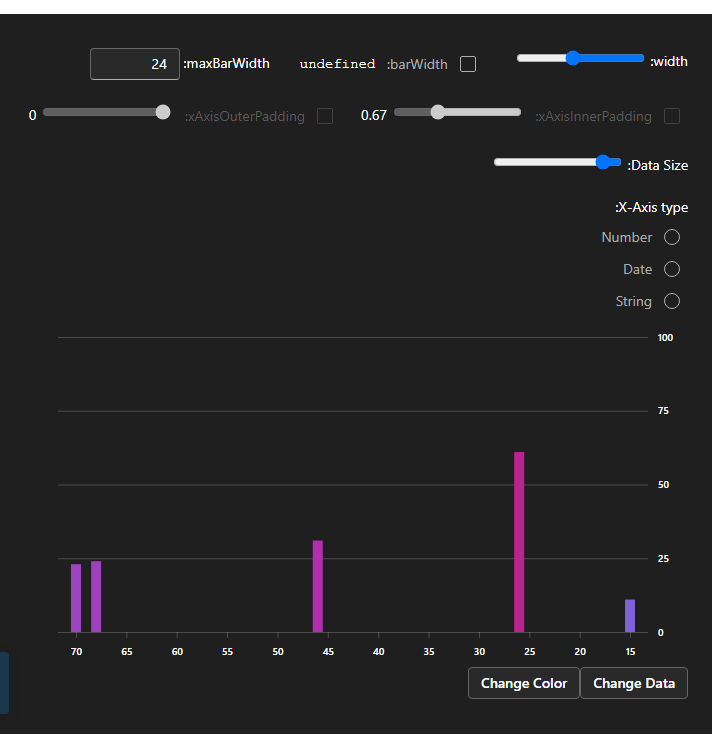 width:
barWidth: undefined
maxBarWidth: 24
xAxisInnerPadding: 0.67
xAxisOuterPadding: 0
Data Size:
X-Axis type:
Number
Date
String
100
75
50
25
0
70 65 60 55 50 45 40 35 30 25 20 15
Change Color Change Data